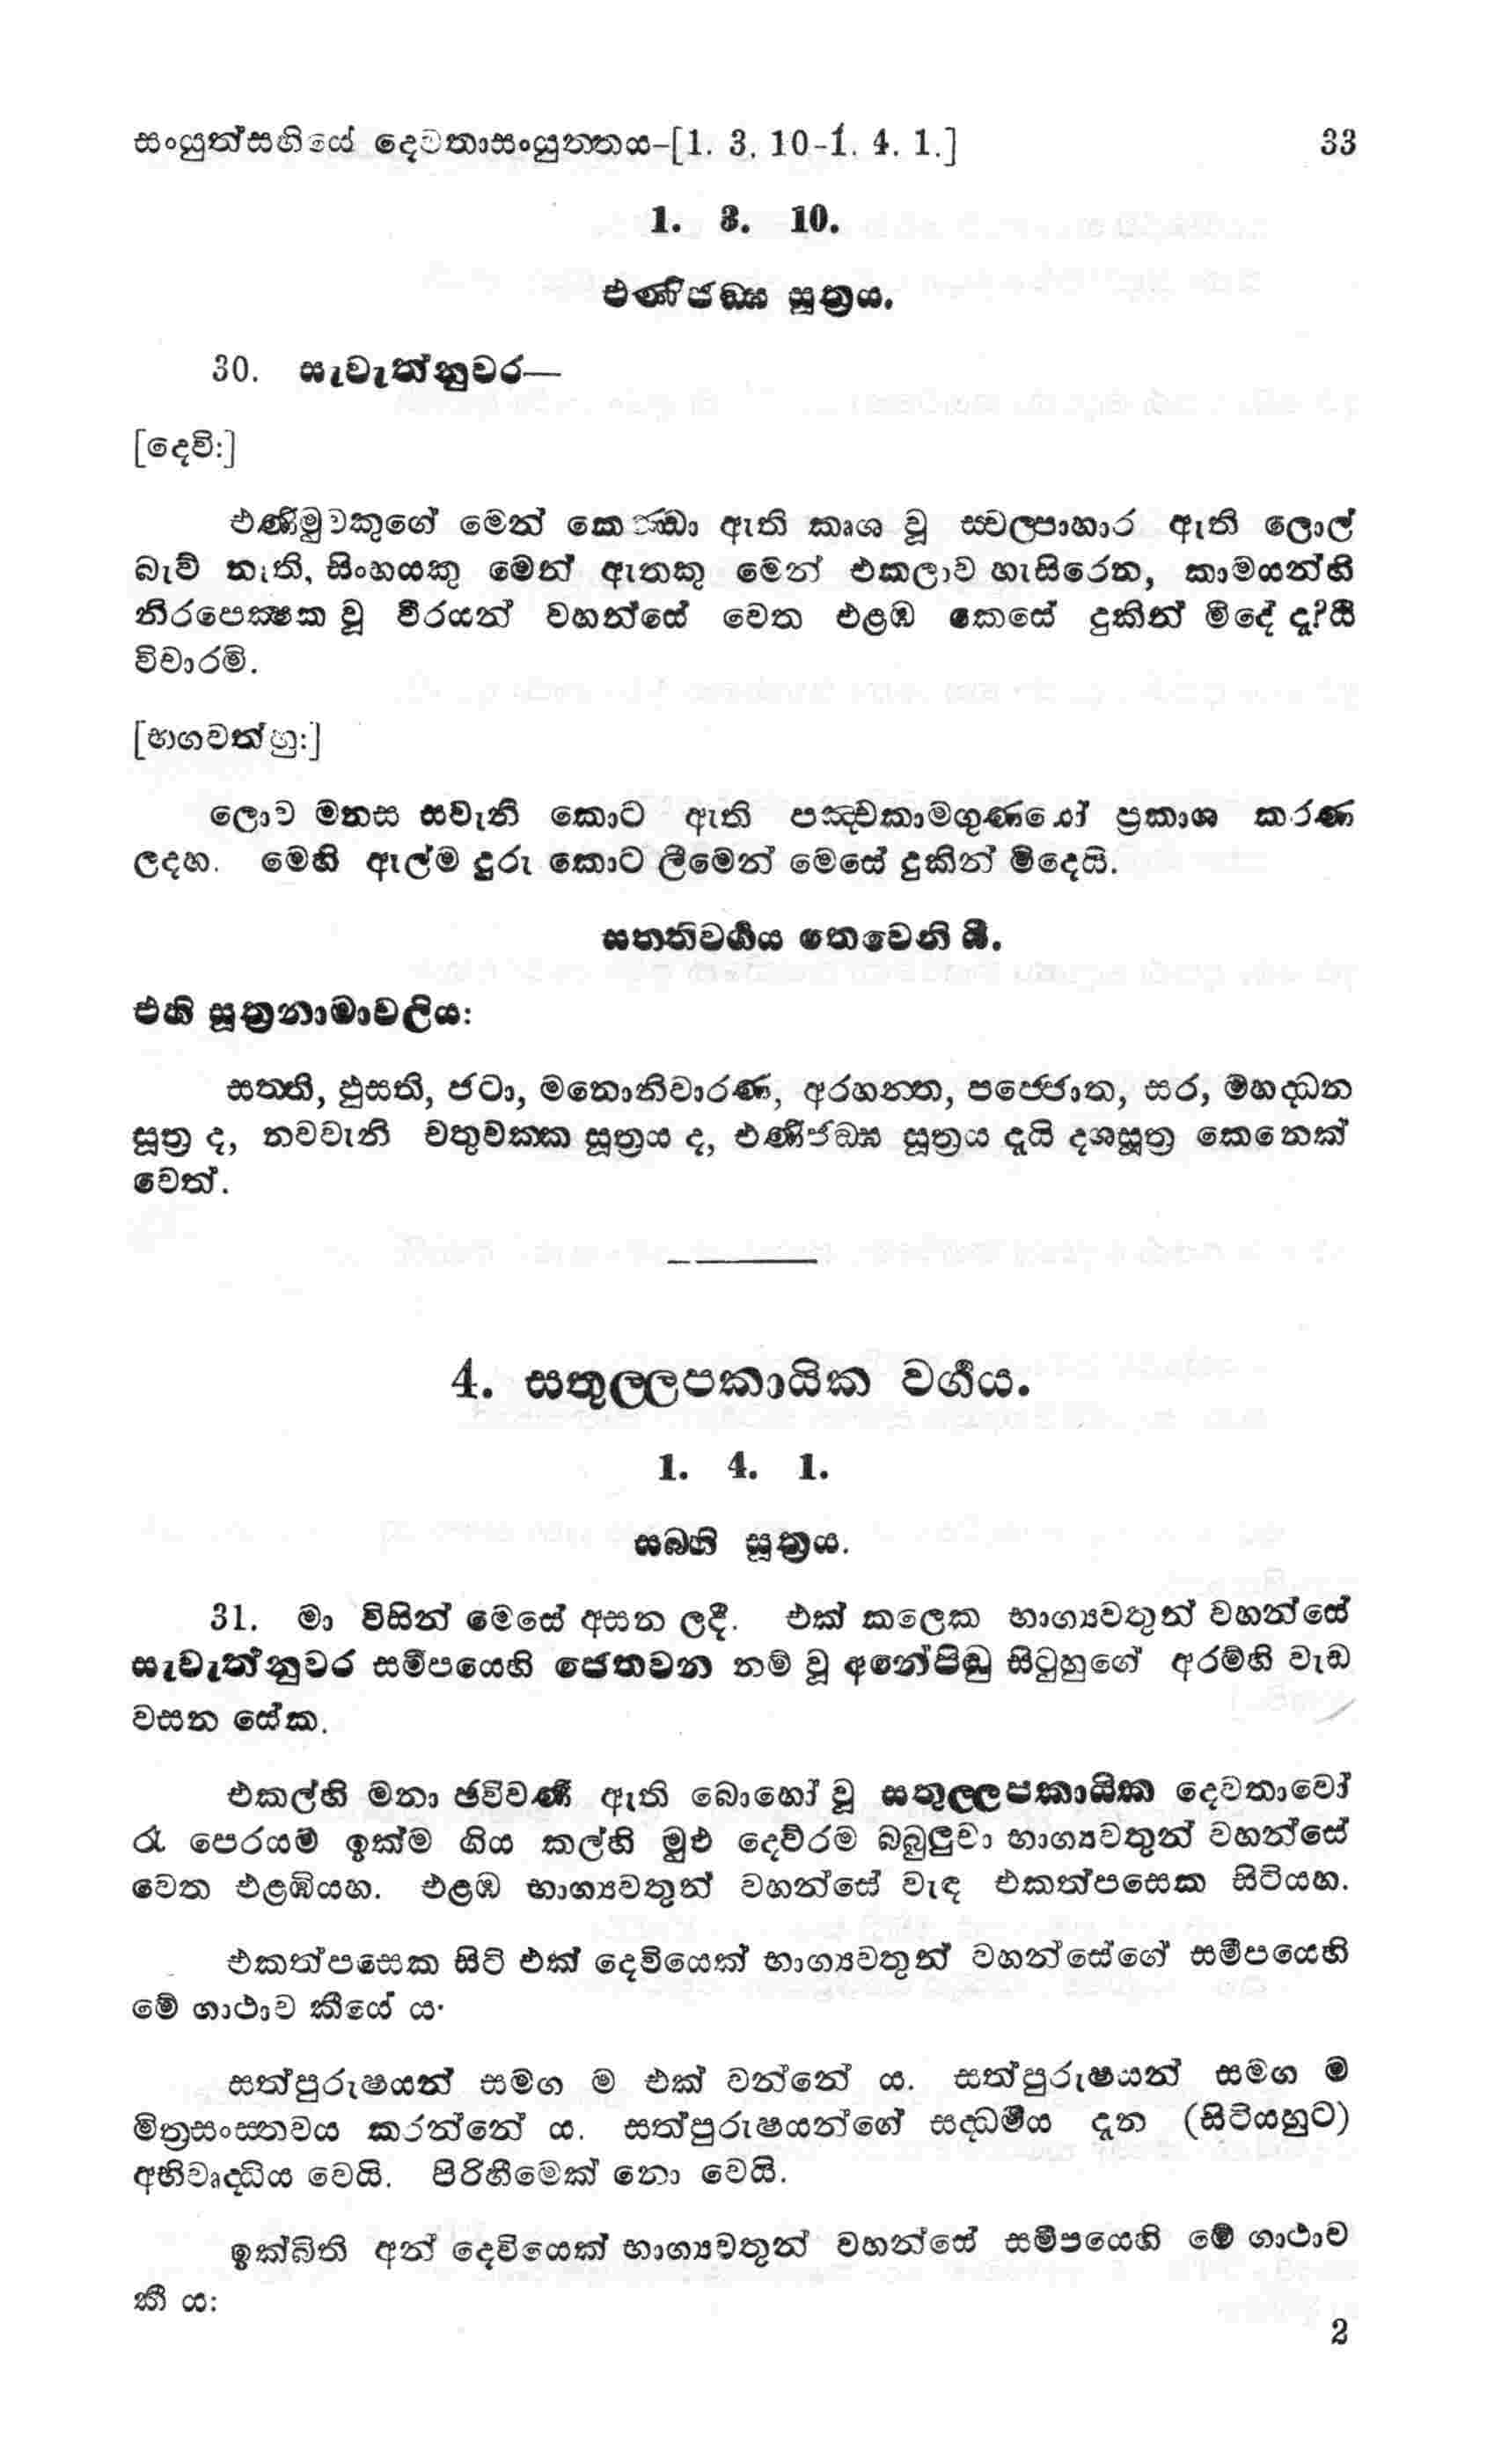 සංයුත්සඟියේ දෙවතාසංයුත්තය-[1. 3. 10-1. 4. 1.] 33
1. 3. 10.
එණිජඞ්ඝ සූත්‍රය.
30. සැවැත්නුවර—
[දෙවි:]
එණිමුවකුගේ මෙන් කෙණ්ඩා ඇති කෘශ වූ ස්වල්පාහාර ඇති ලොල්
බැව් නැති, සිංහයකු මෙන් ඇතකු මෙන් එකලාව හැසිරෙන, කාමයන්හි
නිරපෙක්ෂක වූ වීරයන් වහන්සේ වෙත එළඹ කෙසේ දුකින් මිදේ දැ?යි
විචාරමි.
[භගවත්හු:]
ලොව මනස සවැනි කොට ඇති පඤ්චකාමගුණයෝ ප්‍රකාශ කරණ
ලදහ. මෙහි ඇල්ම දුරු කොට ලීමෙන් මෙසේ දුකින් මිදෙයි.
සත්තිවර්‍ගය තෙවෙනි යි.
එහි සූත්‍රනාමාවලිය:
සත්ති, ඵුසති, ජටා, මනොනිවාරණ, අරහන්ත, පජ්ජොත, සර, මහද්ධන
සූත්‍ර ද, නවවැනි චතුචක්ක සූත්‍රය ද, එණිජඞ්ඝ සූත්‍රය දැයි දශසූත්‍ර කෙනෙක්
වෙත්.
4. සතුල්ලපකායික වර්‍ගය.
1. 4. 1.
සබ්භි සූත්‍රය.
31. මා විසින් මෙසේ අසන ලදී. එක් කලෙක භාග්‍යවතුන් වහන්සේ
සැවැත්නුවර සමීපයෙහි ජෙතවන නම් වූ අනේපිඬු සිටුහුගේ අරම්හි වැඩ
වසන සේක.
එකල්හි මනා ඡවිවර්‍ණ ඇති බොහෝ වූ සතුල්ලපකායික දෙවතාවෝ
රෑ පෙරයම ඉක්ම ගිය කල්හි මුළු දෙව්රම බබුලුවා භාග්‍යවතුන් වහන්සේ
වෙත එළඹියහ. එළඹ භාග්‍යවතුන් වහන්සේ වැඳ එකත්පසෙක සිටියහ.
එකත්පසෙක සිටි එක් දෙවියෙක් භාග්‍යවතුන් වහන්සේගේ සමීපයෙහි
මේ ගාථාව කීයේ ය·
සත්පුරුෂයන් සමග ම එක් වන්නේ ය. සත්පුරුෂයන් සමග ම
මිත්‍රසංස්තවය කරන්නේ ය. සත්පුරුෂයන්ගේ සද්ධර්‍මය දැන (සිටියහුට)
අභිවෘද්ධිය වෙයි. පිරිහීමෙක් නො වෙයි.
ඉක්බිති අන් දෙවියෙක් භාග්‍යවතුන් වහන්සේ සමීපයෙහි මේ ගාථාව
කී ය:
2